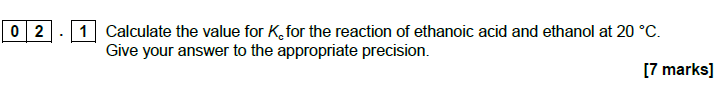 0 2 . 1 Calculate the value for Kc for the reaction of ethanoic acid and ethanol at 20 °C.
Give your answer to the appropriate precision.
[7 marks]